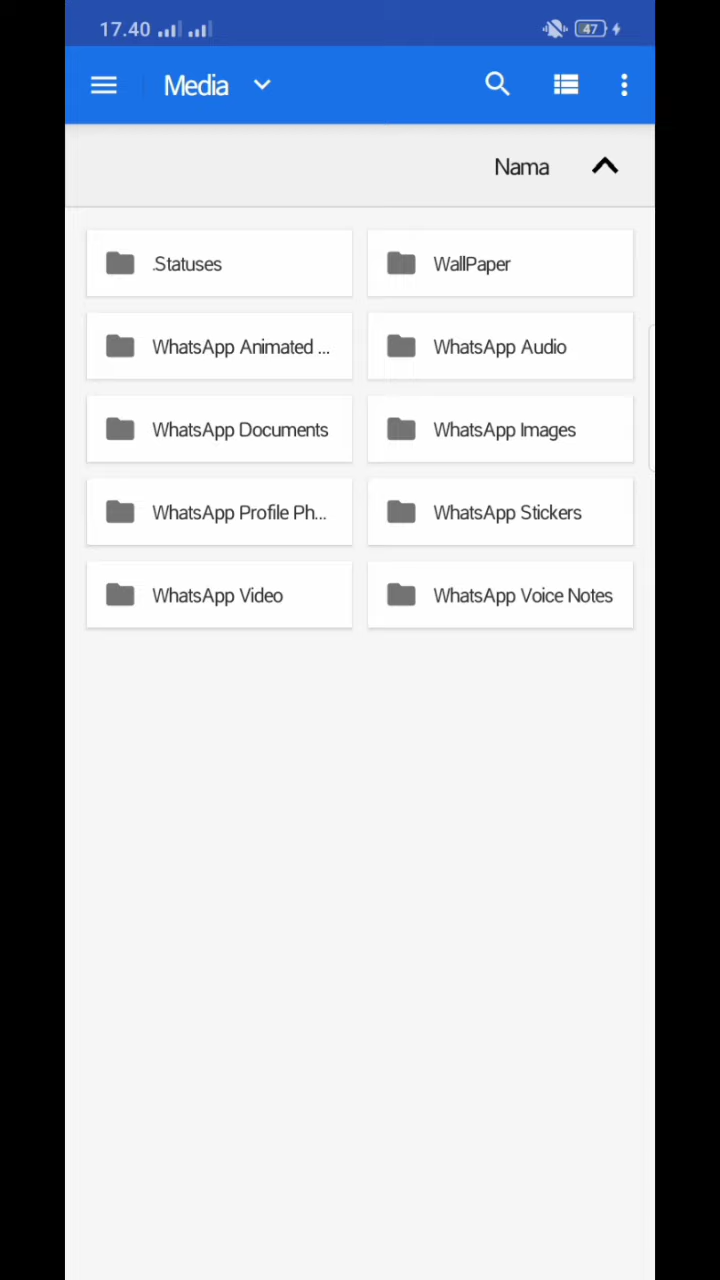 17.40 47
Media
Nama
.Statuses
WallPaper
WhatsApp Animated ...
WhatsApp Audio
WhatsApp Documents
WhatsApp Images
WhatsApp Profile Ph...
WhatsApp Stickers
WhatsApp Video
WhatsApp Voice Notes